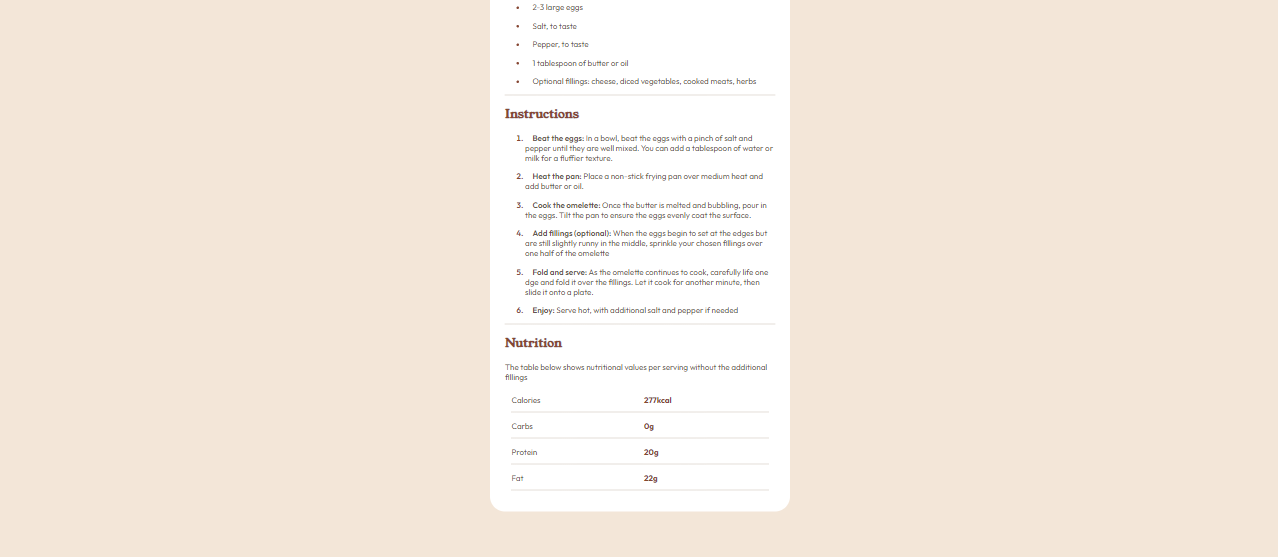 • 2-3 large eggs
• Salt, to taste
• Pepper, to taste
• 1 tablespoon of butter or oil
• Optional fillings: cheese, diced vegetables, cooked meats, herbs
Instructions
1. Beat the eggs: In a bowl, beat the eggs with a pinch of salt and
pepper until they are well mixed. You can add a tablespoon of water or
milk for a fluffier texture.
2. Heat the pan: Place a non-stick frying pan over medium heat and
add butter or oil.
3. Cook the omelette: Once the butter is melted and bubbling, pour in
the eggs. Tilt the pan to ensure the eggs evenly coat the surface.
4. Add fillings (optional): When the eggs begin to set at the edges but
are still slightly runny in the middle, sprinkle your chosen fillings over
one half of the omelette
5. Fold and serve: As the omelette continues to cook, carefully life one
dge and fold it over the fillings. Let it cook for another minute, then
slide it onto a plate.
6. Enjoy: Serve hot, with additional salt and pepper if needed
Nutrition
The table below shows nutritional values per serving without the additional
fillings
Calories 277kcal
Carbs 0g
Protein 20g
Fat 22g